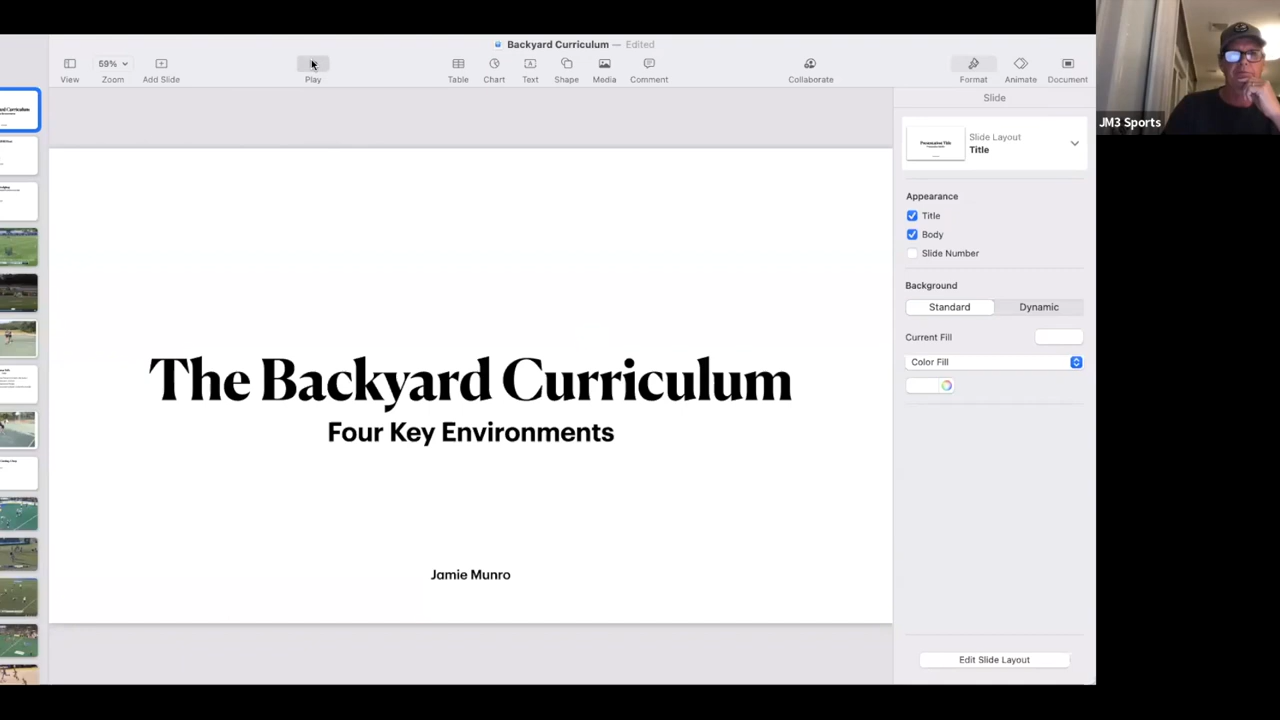 Backyard Curriculum — Edited
View
59%
Zoom
Add Slide
Play
Table
Chart
Text
Shape
Media
Comment
Collaborate
Format
Animate
Document
Slide
Slide Layout
Title
Appearance
Title
Body
Slide Number
Background
Standard
Dynamic
Current Fill
Color Fill
Edit Slide Layout
The Backyard Curriculum
Four Key Environments
Jamie Munro
JM3 Sports